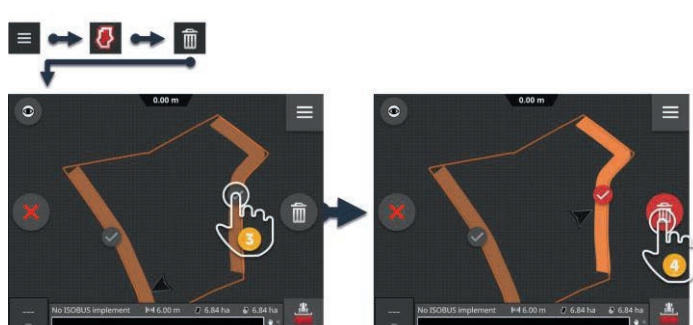 0.00 m
3
No ISOBUS implement 6.00 m 6.84 ha 6.84 ha
---
0.00 m
4
No ISOBUS implement 6.00 m 6.84 ha 6.84 ha
---